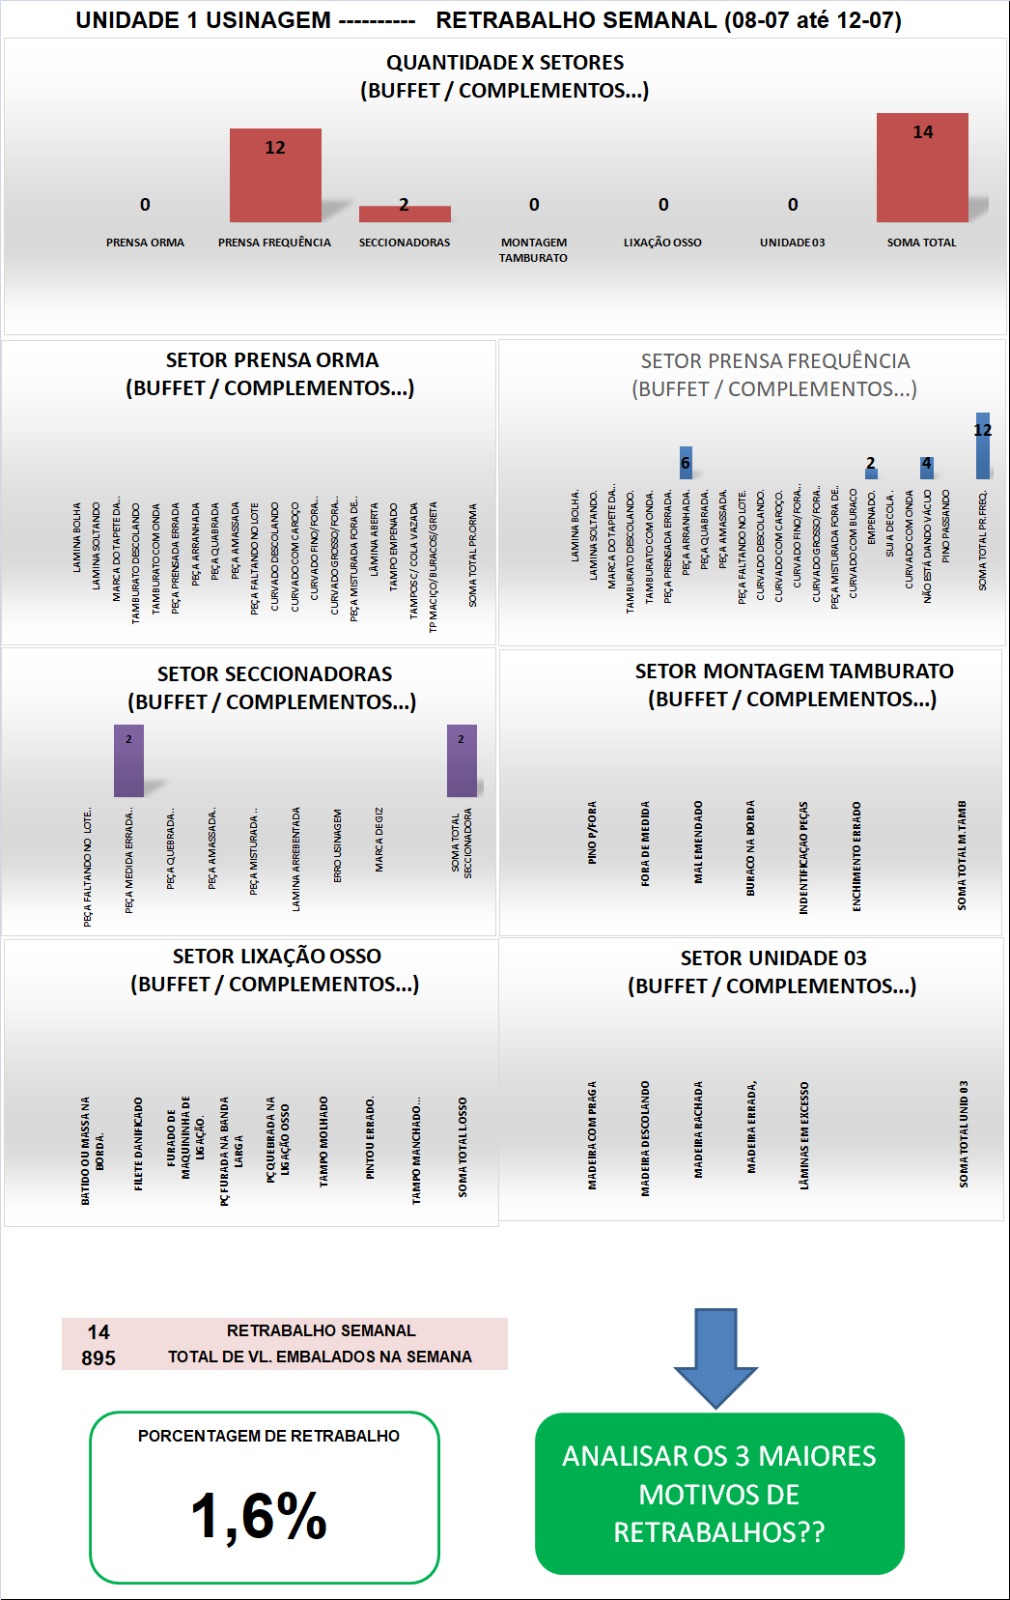 UNIDADE 1 USINAGEM ---------- RETRABALHO SEMANAL (08-07 até 12-07)
QUANTIDADE X SETORES
(BUFFET / COMPLEMENTOS...)
0
12
2
0
0
0
14
PRENSA ORMA
PRENSA FREQUÊNCIA
SECCIONADORAS
MONTAGEM
TAMBURATO
LIXAÇÃO OSSO
UNIDADE 03
SOMA TOTAL
SETOR PRENSA ORMA
(BUFFET / COMPLEMENTOS...)
LAMINA BOLHA
LAMINA SOLTANDO
MARCA DO TAPETE DA...
TAMBURATO DESCOLANDO
TAMBURATO COM ONDA
PEÇA PRENSADA ERRADA
PEÇA ARRANHADA
PEÇA QUABRADA
PEÇA AMASSADA
PEÇA FALTANDO NO LOTE
CURVADO DESCOLANDO
CURVADO COM CAROÇO
CURVADO FINO/FORA...
CURVADO GROSSO/FORA...
PEÇA MISTURADA FORA DE...
LÂMINA ABERTA
TAMPO EMPENADO
TAMPOS C/ COLA VAZADA
TP MACIÇO/BURACOS/GRETA
SOMA TOTAL PR.ORMA
SETOR PRENSA FREQUÊNCIA
(BUFFET / COMPLEMENTOS...)
6
2
4
12
LAMINA BOLHA.
LAMINA SOLTANDO.
MARCA DO TAPETE DA...
TAMBURATO DESCOLANDO.
TAMBURATO COM ONDA.
PEÇA PRENSADA ERRADA.
PEÇA ARRANHADA.
PEÇA QUABRADA.
PEÇA AMASSADA.
PEÇA FALTANDO NO LOTE.
CURVADO DESCOLANDO.
CURVADO COM CAROÇO.
CURVADO FINO/FORA...
CURVADO GROSSO/FORA..
PEÇA MISTURADA FORA DE..
CURVADO COM BURACO
EMPENADO.
SUJA DE COLA.
CURVADO COM ONDA
NÃO ESTÁ DANDO VÁCUO
PINO PASSANDO
SOMA TOTAL PR.FREQ.
SETOR SECCIONADORAS
(BUFFET / COMPLEMENTOS...)
2
2
PEÇA FALTANDO NO LOTE..
PEÇA MEDIDA ERRADA..
PEÇA QUEBRADA..
PEÇA AMASSADA..
PEÇA MISTURADA ..
LAMINA ARREBENTADA
ERRO USINAGEM
MARCA DE GIZ
SOMA TOTAL
SECCIONADORA
SETOR MONTAGEM TAMBURATO
(BUFFET / COMPLEMENTOS...)
PINO P/FORA
FORA DE MEDIDA
MAL EMENDADO
BURACO NA BORDA
INDENTIFICAÇAO PEÇAS
ENCHIMENTO ERRADO
SOMA TOTAL M.TAMB
SETOR LIXAÇÃO OSSO
(BUFFET / COMPLEMENTOS...)
BATIDO OU MASSA NA
BORDA.
FILETE DANIFICADO
FURADO DE
MAQUININHA DE
LIGAÇÃO.
PÇ FURADA NA BANDA
LARGA
PÇ QUEBRADA NA
LIGAÇÃO OSSO
TAMPO MOLHADO
PINTOU ERRADO.
TAMPO MANCHADO...
SOMA TOTAL L.OSSO
SETOR UNIDADE 03
(BUFFET / COMPLEMENTOS...)
MADEIRA COM PRAGA
MADEIRA DESCOLANDO
MADEIRA RACHADA
MADEIRA ERRADA,
LÂMINAS EM EXCESSO
SOMA TOTAL UNID 03
14 RETRABALHO SEMANAL
895 TOTAL DE VL. EMBALADOS NA SEMANA
PORCENTAGEM DE RETRABALHO
1,6%
ANALISAR OS 3 MAIORES
MOTIVOS DE
RETRABALHOS??